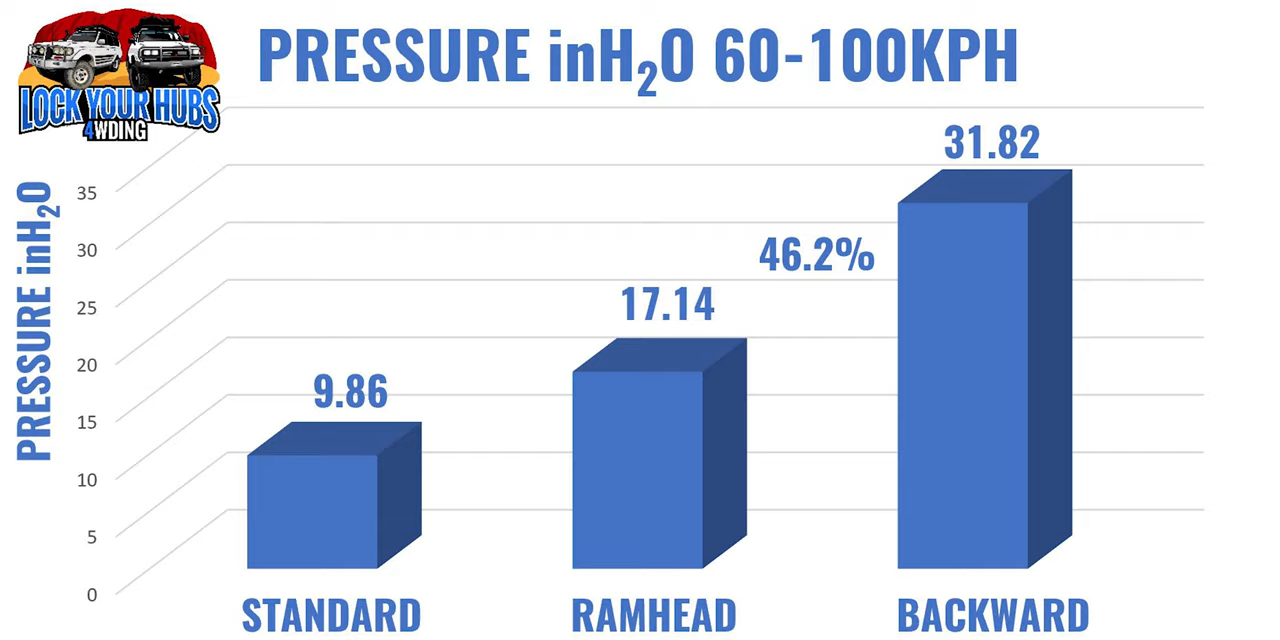 LOCK YOUR HUBS
4WDING
PRESSURE inH₂O 60-100KPH
PRESSURE inH₂O
35
30
25
20
15
10
5
0
9.86
17.14
46.2%
31.82
STANDARD
RAMHEAD
BACKWARD